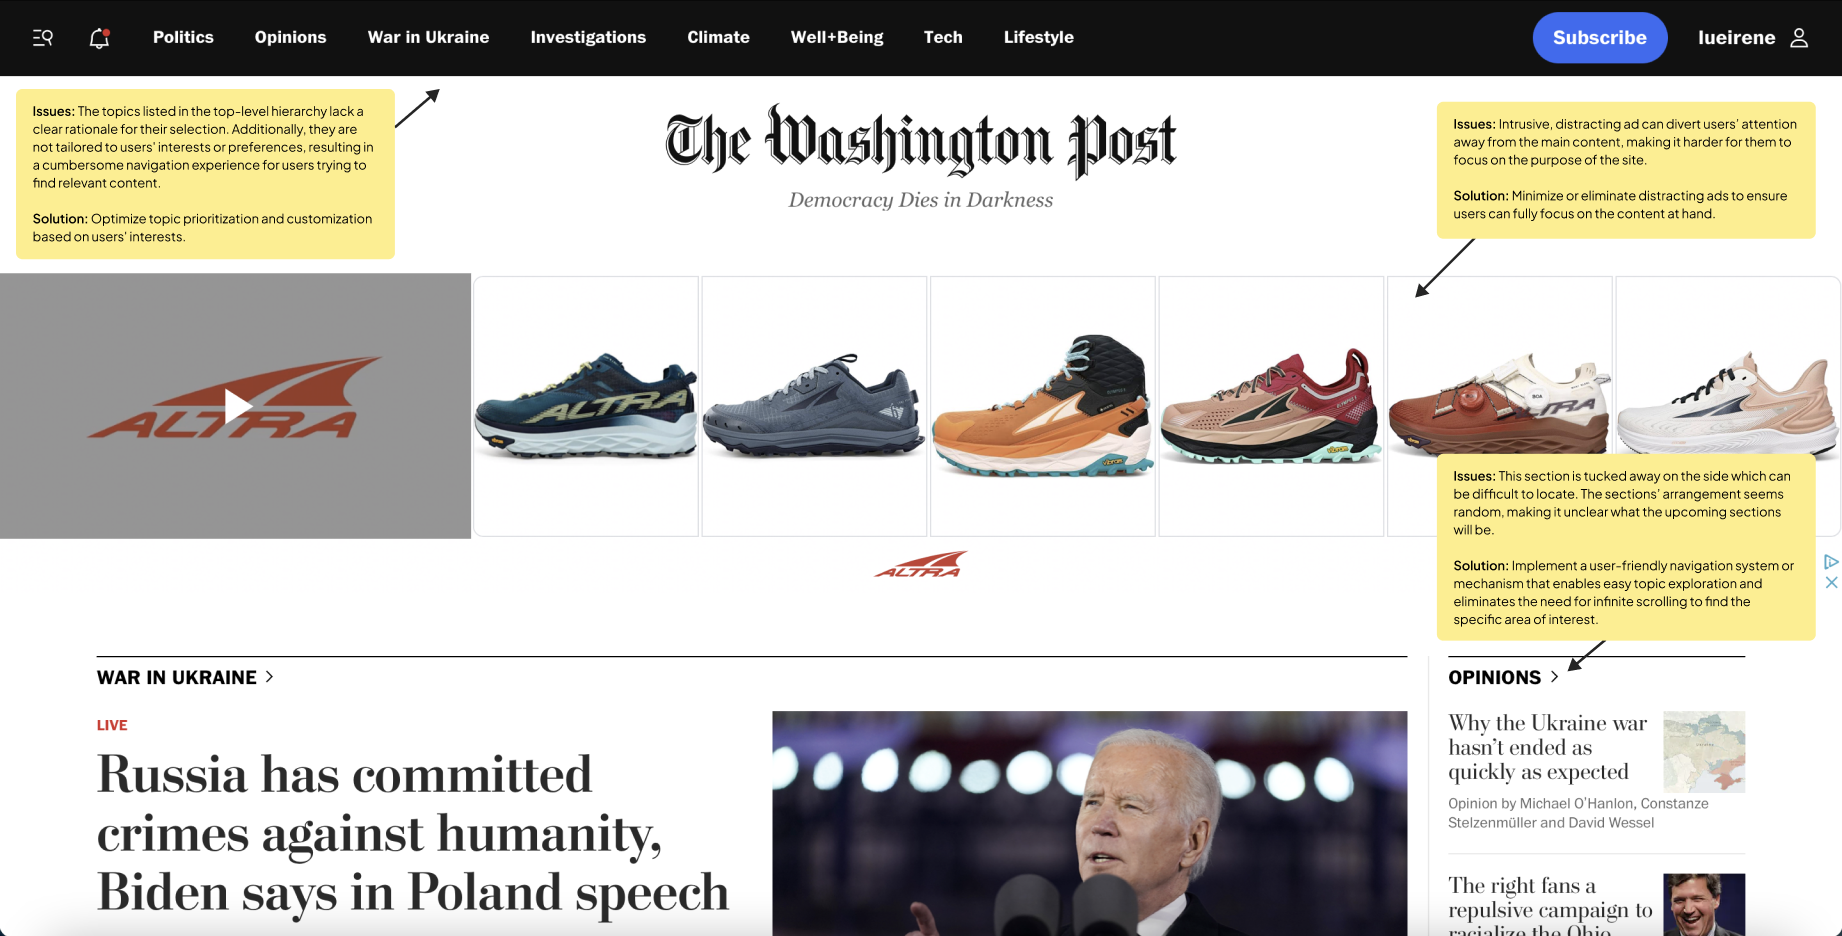 Politics Opinions War in Ukraine Investigations Climate Well+Being Tech Lifestyle Subscribe lueirene
Issues: The topics listed in the top-level hierarchy lack a
clear rationale for their selection. Additionally, they are
not tailored to users' interests or preferences, resulting in
a cumbersome navigation experience for users trying to
find relevant content.
Solution: Optimize topic prioritization and customization
based on users' interests.
The Washington Post
Democracy Dies in Darkness
Issues: Intrusive, distracting ad can divert users' attention
away from the main content, making it harder for them to
focus on the purpose of the site.
Solution: Minimize or eliminate distracting ads to ensure
users can fully focus on the content at hand.
ALTRA
ALTRA
BOA
TRA
ALTRA
Issues: This section is tucked away on the side which can
be difficult to locate. The sections' arrangement seems
random, making it unclear what the upcoming sections
will be.
Solution: Implement a user-friendly navigation system or
mechanism that enables easy topic exploration and
eliminates the need for infinite scrolling to find the
specific area of interest.
WAR IN UKRAINE
LIVE
Russia has committed
crimes against humanity,
Biden says in Poland speech
OPINIONS
Why the Ukraine war
hasn't ended as
quickly as expected
Opinion by Michael O'Hanlon, Constanze
Stelzenmüller and David Wessel
The right fans a
repulsive campaign to
racialize the Ohio